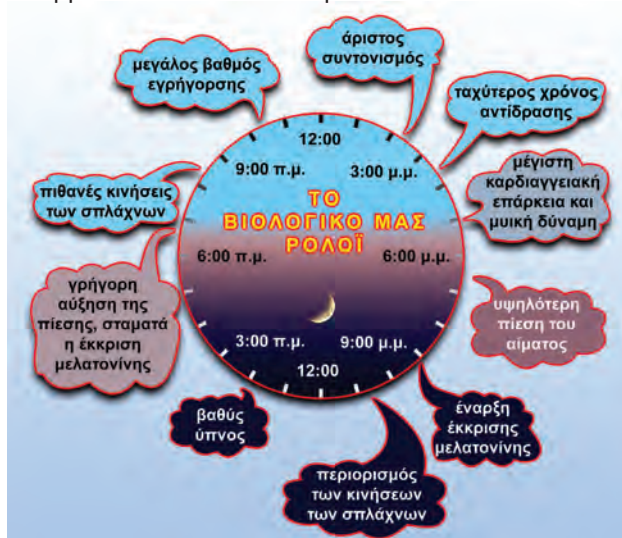 μεγάλος βαθμός
εγρήγορσης
άριστος
συντονισμός
ταχύτερος χρόνος
αντίδρασης
μέγιστη
καρδιαγγειακή
επάρκεια και
μυική δύναμη
υψηλότερη
πίεση του
αίματος
έναρξη
έκκρισης
μελατονίνης
περιορισμός
των κινήσεων
των σπλάχνων
βαθύς
ύπνος
γρήγορη
αύξηση της
πίεσης, σταματά
η έκκριση
μελατονίνης
πιθανές κινήσεις
των σπλάχνων
12:00
9:00 π.μ.
3:00 μ.μ.
ΤΟ
ΒΙΟΛΟΓΙΚΟ ΜΑΣ
ΡΟΛΟΪ
6:00 π.μ.
6:00 μ.μ.
3:00 π.μ.
9:00 μ.μ.
12:00